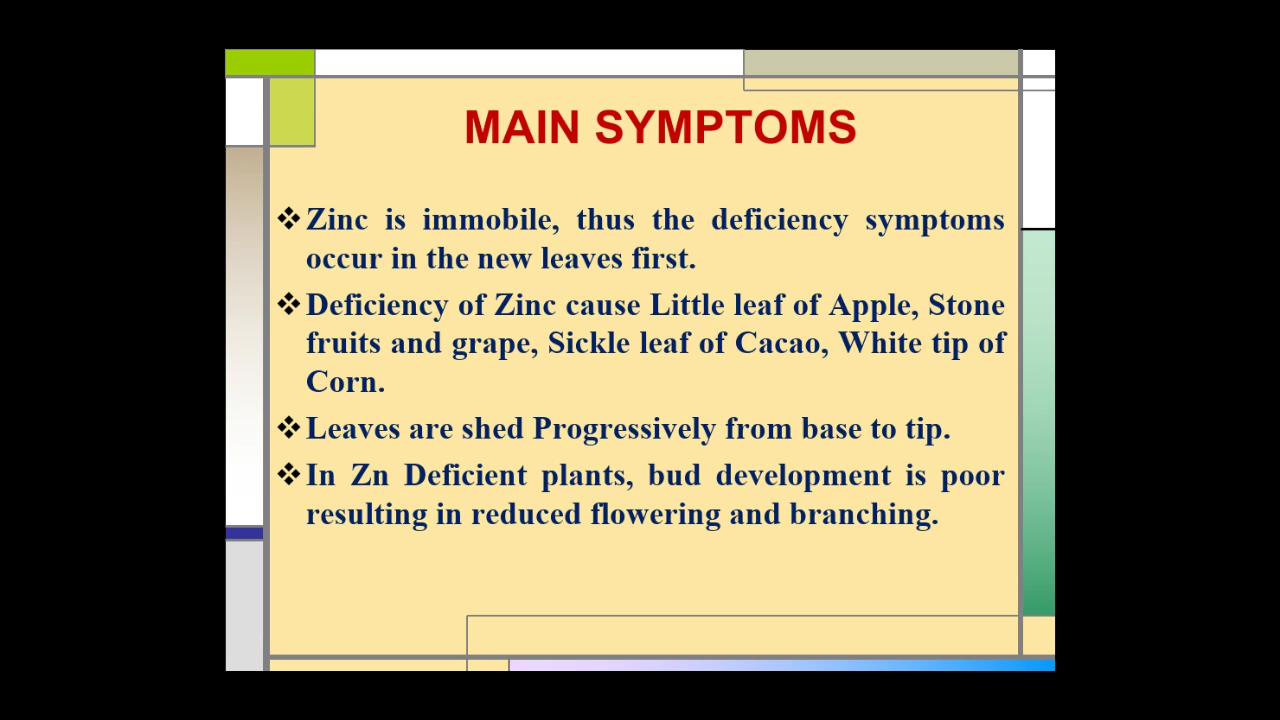 MAIN SYMPTOMS
❖Zinc is immobile, thus the deficiency symptoms
occur in the new leaves first.
❖Deficiency of Zinc cause Little leaf of Apple, Stone
fruits and grape, Sickle leaf of Cacao, White tip of
Corn.
❖Leaves are shed Progressively from base to tip.
❖In Zn Deficient plants, bud development is poor
resulting in reduced flowering and branching.